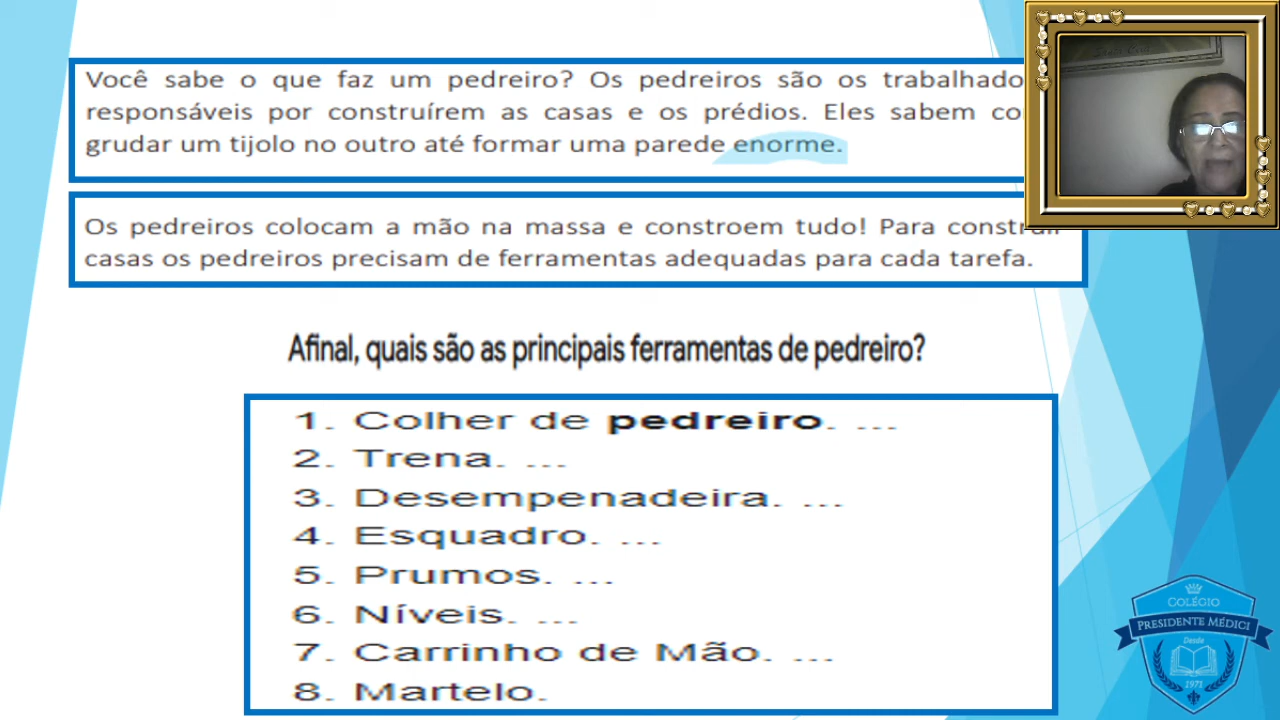 Você sabe o que faz um pedreiro? Os pedreiros são os
responsáveis por construírem as casas e os prédios. Eles sabem
grudar um tijolo no outro até formar uma parede enorme.
Os pedreiros colocam a mão na massa e constroem tudo! Para
casas os pedreiros precisam de ferramentas adequadas para cada tarefa.
Afinal, quais são as principais ferramentas de pedreiro?
1. Colher de pedreiro. ...
2. Trena. ...
3. Desempenadeira. ...
4. Esquadro. ...
5. Prumos. ...
6. Níveis. ...
7. Carrinho de Mão. ...
8. Martelo.
COLÉGIO
PRESIDENTE MÉDICI
Desde
1971